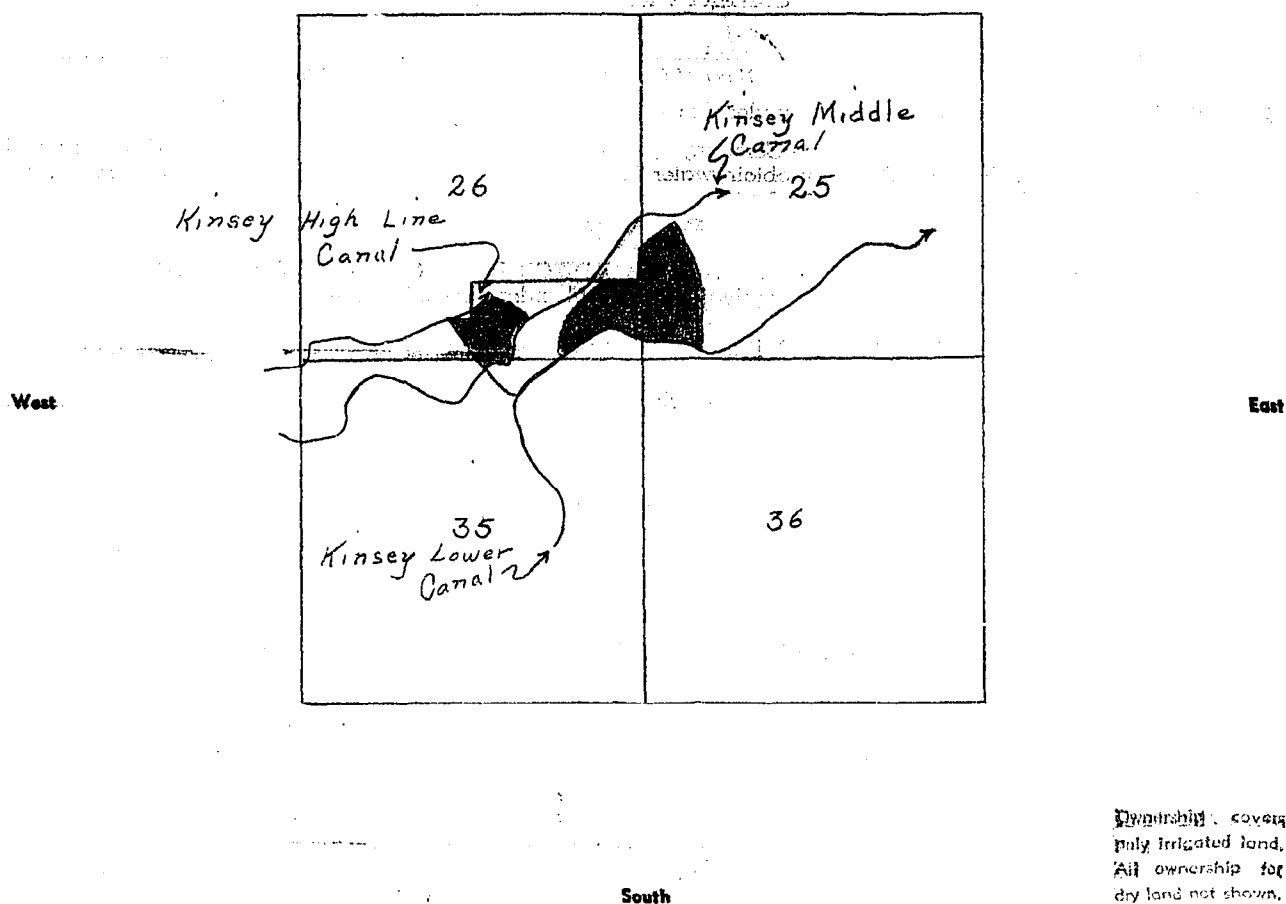 Kinsey Middle
Canal
26
25
Kinsey High Line
Canal
West
East
35
36
Kinsey Lower
Canal
Ownership covers
only irrigated land.
All ownership for
dry land not shown.
South